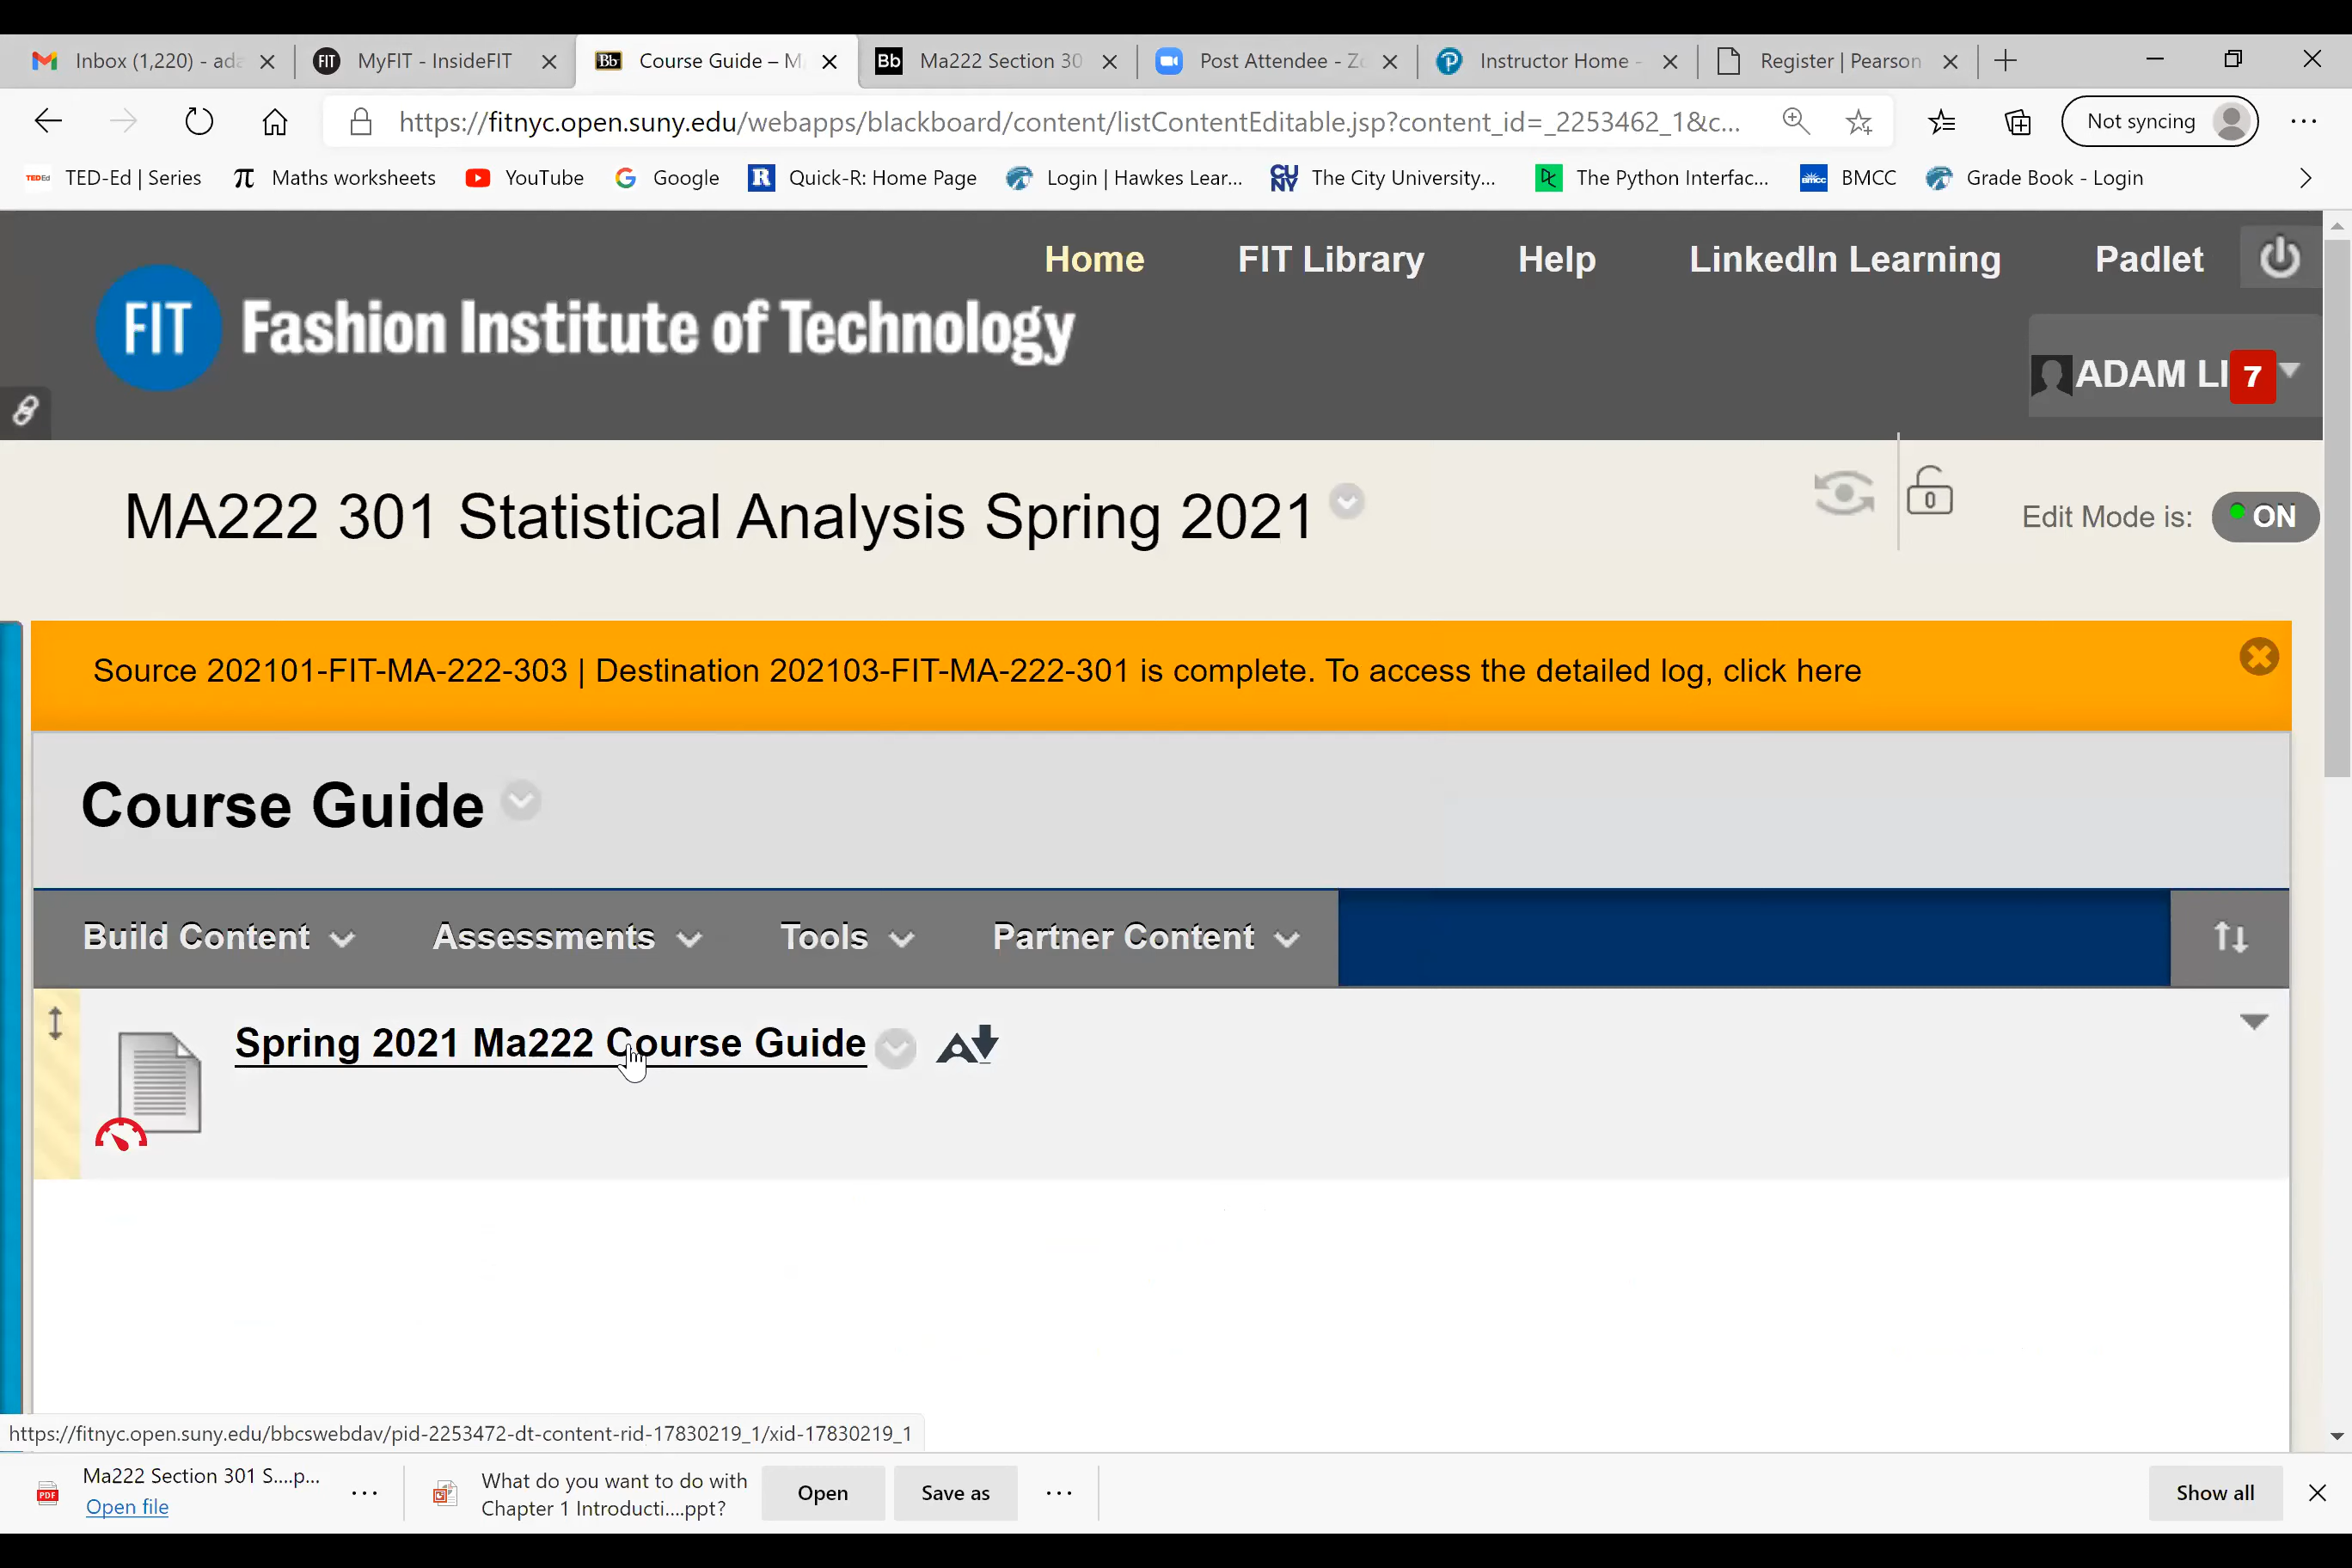 Inbox (1,220) - ada
MyFIT - InsideFIT
Bb Course Guide – M
Bb Ma222 Section 30
Post Attendee - Zo
Instructor Home -
Register | Pearson
https://fitnyc.open.suny.edu/webapps/blackboard/content/listContentEditable.jsp?content_id=_2253462_1&c...
Not syncing
TED-Ed | Series
Maths worksheets
YouTube
Google
Quick-R: Home Page
Login | Hawkes Lear...
The City University...
The Python Interfac...
BMCC
Grade Book - Login
Home FIT Library Help LinkedIn Learning Padlet
FIT Fashion Institute of Technology
ADAM LI 7
MA222 301 Statistical Analysis Spring 2021
Edit Mode is: ON
Source 202101-FIT-MA-222-303 | Destination 202103-FIT-MA-222-301 is complete. To access the detailed log, click here
Course Guide
Build Content Assessments Tools Partner Content
Spring 2021 Ma222 Course Guide
https://fitnyc.open.suny.edu/bbcswebdav/pid-2253472-dt-content-rid-17830219_1/xid-17830219_1
Ma222 Section 301 S....p...
Open file
What do you want to do with
Chapter 1 Introducti....ppt?
Open
Save as
Show all